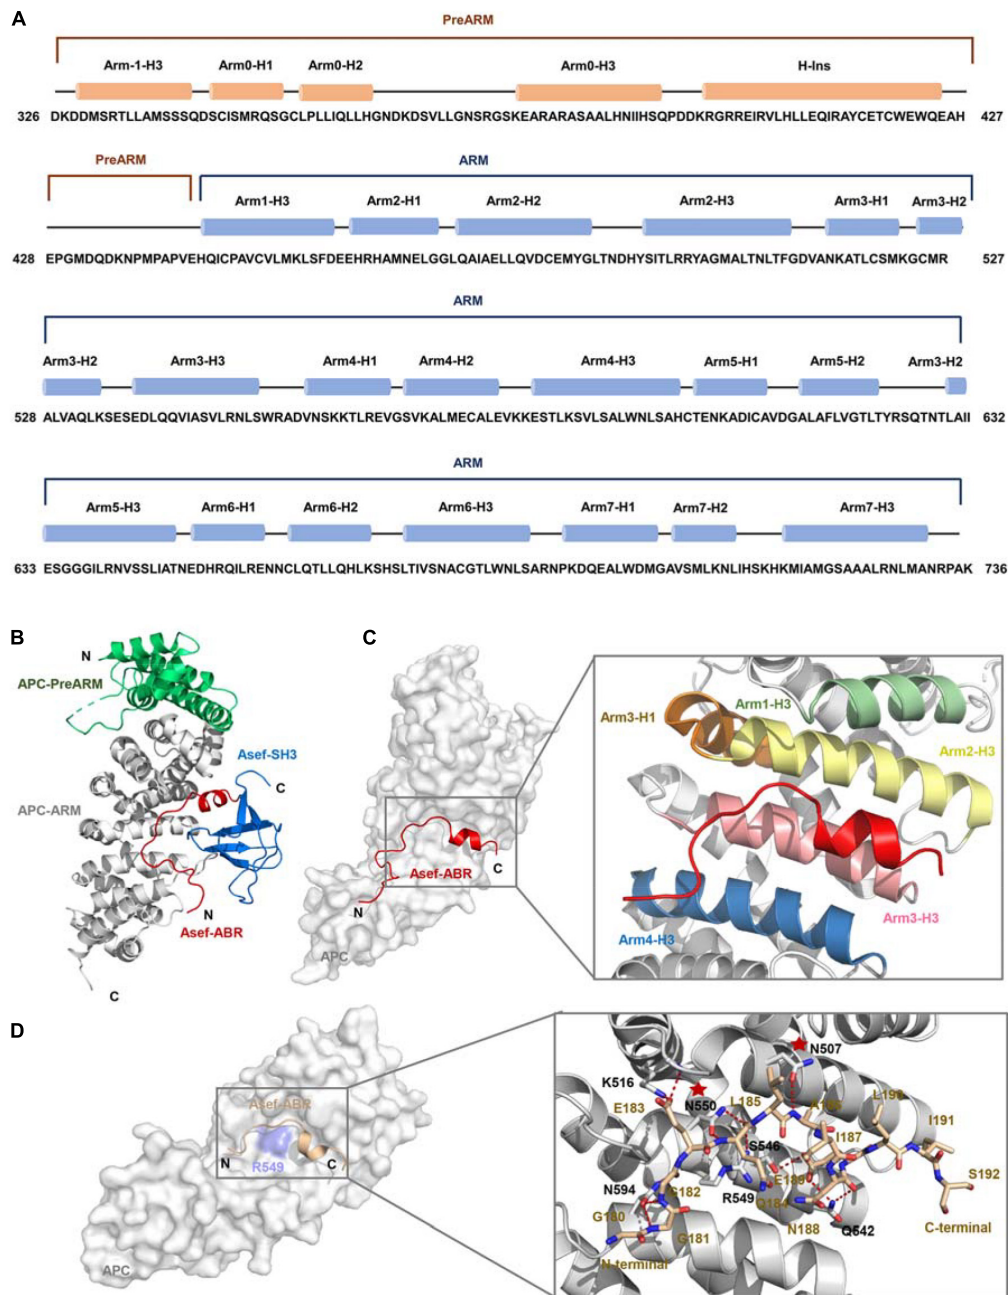 A
PreARM
Arm-1-H3 Arm0-H1 Arm0-H2 Arm0-H3 H-Ins
326 DKDDMSRTLLAMSSSQDSCISMRQSGCLPLLIQLLHGNDKDSVLLGNSRGSKEARARASAALHNIIHSQPDDKRGRREIRVLHLLEQIRAYCETCWEWQEAH 427
PreARM ARM
Arm1-H3 Arm2-H1 Arm2-H2 Arm2-H3 Arm3-H1 Arm3-H2
428 EPGMDQDKNPMPAPVEHQICPAVCVLMKLSFDEEHRHAMNELGGLQAIAELLQVDCEMYGLTNDHYSITLRRYAGMALTNLTFGDVANKATLCSMKGCMR 527
ARM
Arm3-H2 Arm3-H3 Arm4-H1 Arm4-H2 Arm4-H3 Arm5-H1 Arm5-H2 Arm3-H2
528 ALVAQLKSESEDLQQVIASVLRNLSWRADVNSKKTLREVGSVKALMECALEVKKESTLKSVLSALWNLSAHCTENKADICAVDGALAFLVGTLTYRSQTNTLAII 632
ARM
Arm5-H3 Arm6-H1 Arm6-H2 Arm6-H3 Arm7-H1 Arm7-H2 Arm7-H3
633 ESGGGILRNVSSLIATNEDHRQILRENNCLQTLLQHLKSHSLTIVSNACGTLWNLSARNPKDQEALWDMGAVSMLKNLIHSKHKMIAMGSAAALRNLMANRPAK 736
B
N
APC-PreARM
Asef-SH3
C
APC-ARM
N
Asef-ABR
C
C
Asef-ABR
C
N
APC
Arm3-H1
Arm1-H3
Arm2-H3
Arm3-H3
Arm4-H3
D
Asef-ABR
N
R549
C
APC
N507
K516
N550
L185
E183
L190
I187
I191
S546
S192
N594
G182
R549
E189
Q184
G180
N188
Q542
C-terminal
G181
N-terminal